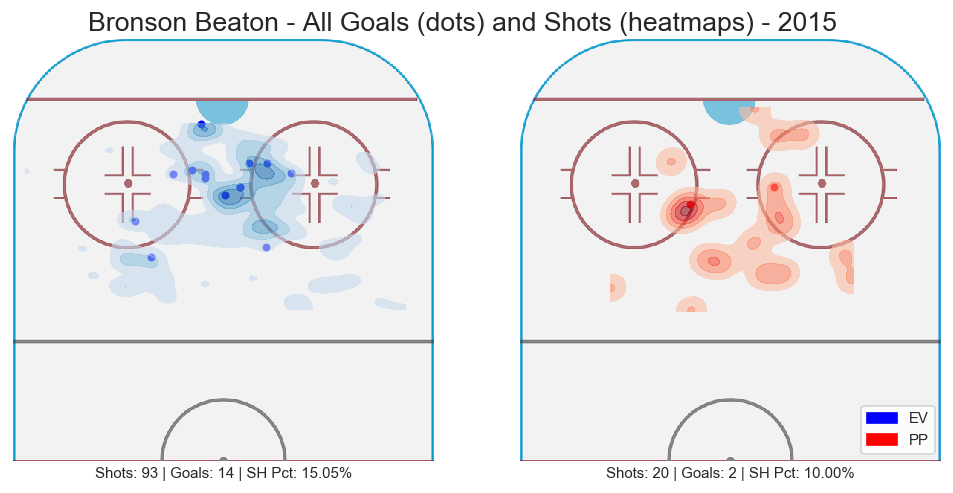 Bronson Beaton - All Goals (dots) and Shots (heatmaps) - 2015
EV
PP
Shots: 93 | Goals: 14 | SH Pct: 15.05%
Shots: 20 | Goals: 2 | SH Pct: 10.00%